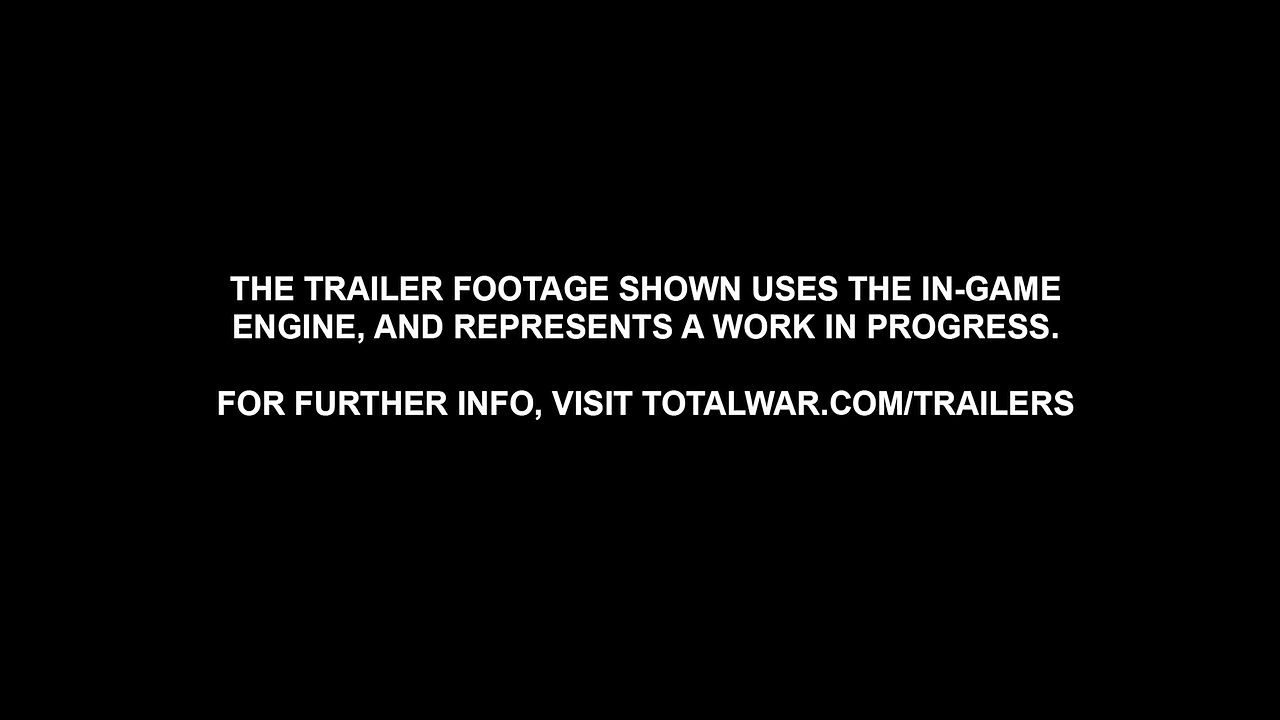 THE TRAILER FOOTAGE SHOWN USES THE IN-GAME
ENGINE, AND REPRESENTS A WORK IN PROGRESS.
FOR FURTHER INFO, VISIT TOTALWAR.COM/TRAILERS